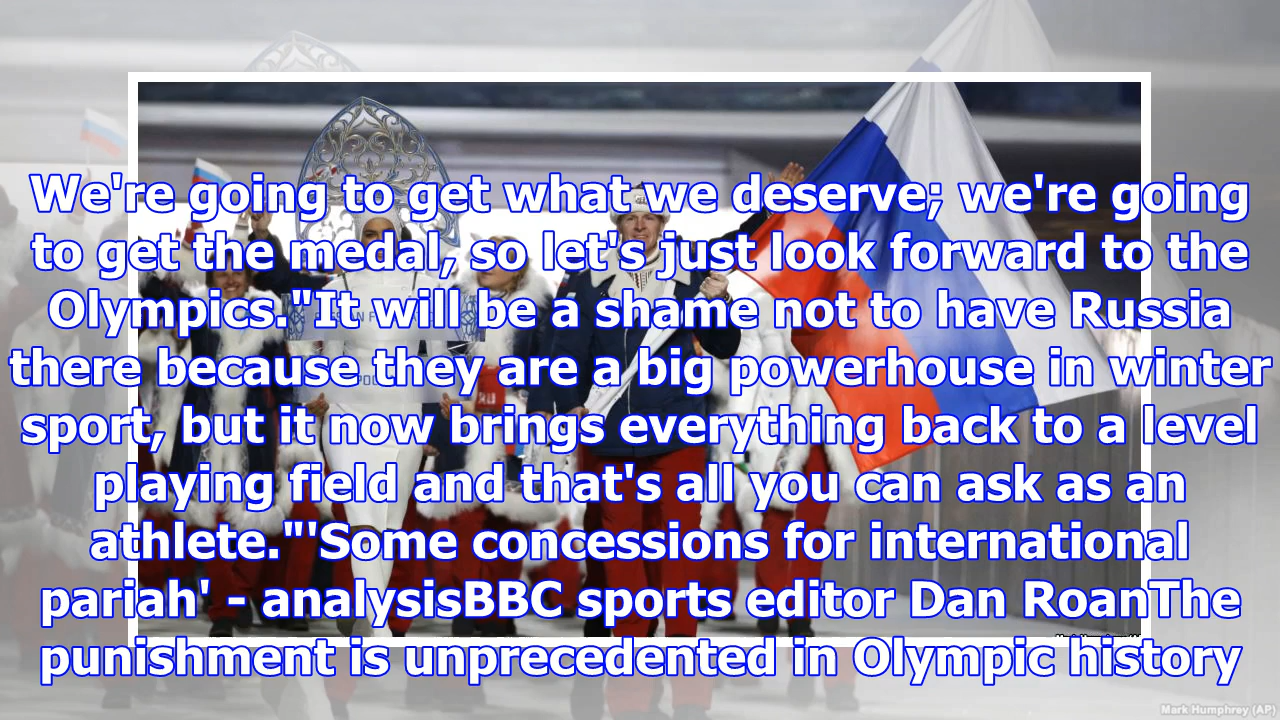 We're going to get what we deserve; we're going
to get the medal, so let's just look forward to the
Olympics."It will be a shame not to have Russia
there because they are a big powerhouse in winter
sport, but it now brings everything back to a level
playing field and that's all you can ask as an
athlete."'Some concessions for international
pariah' - analysisBBC sports editor Dan RoanThe
punishment is unprecedented in Olympic history
Mark Humphrey (AP)